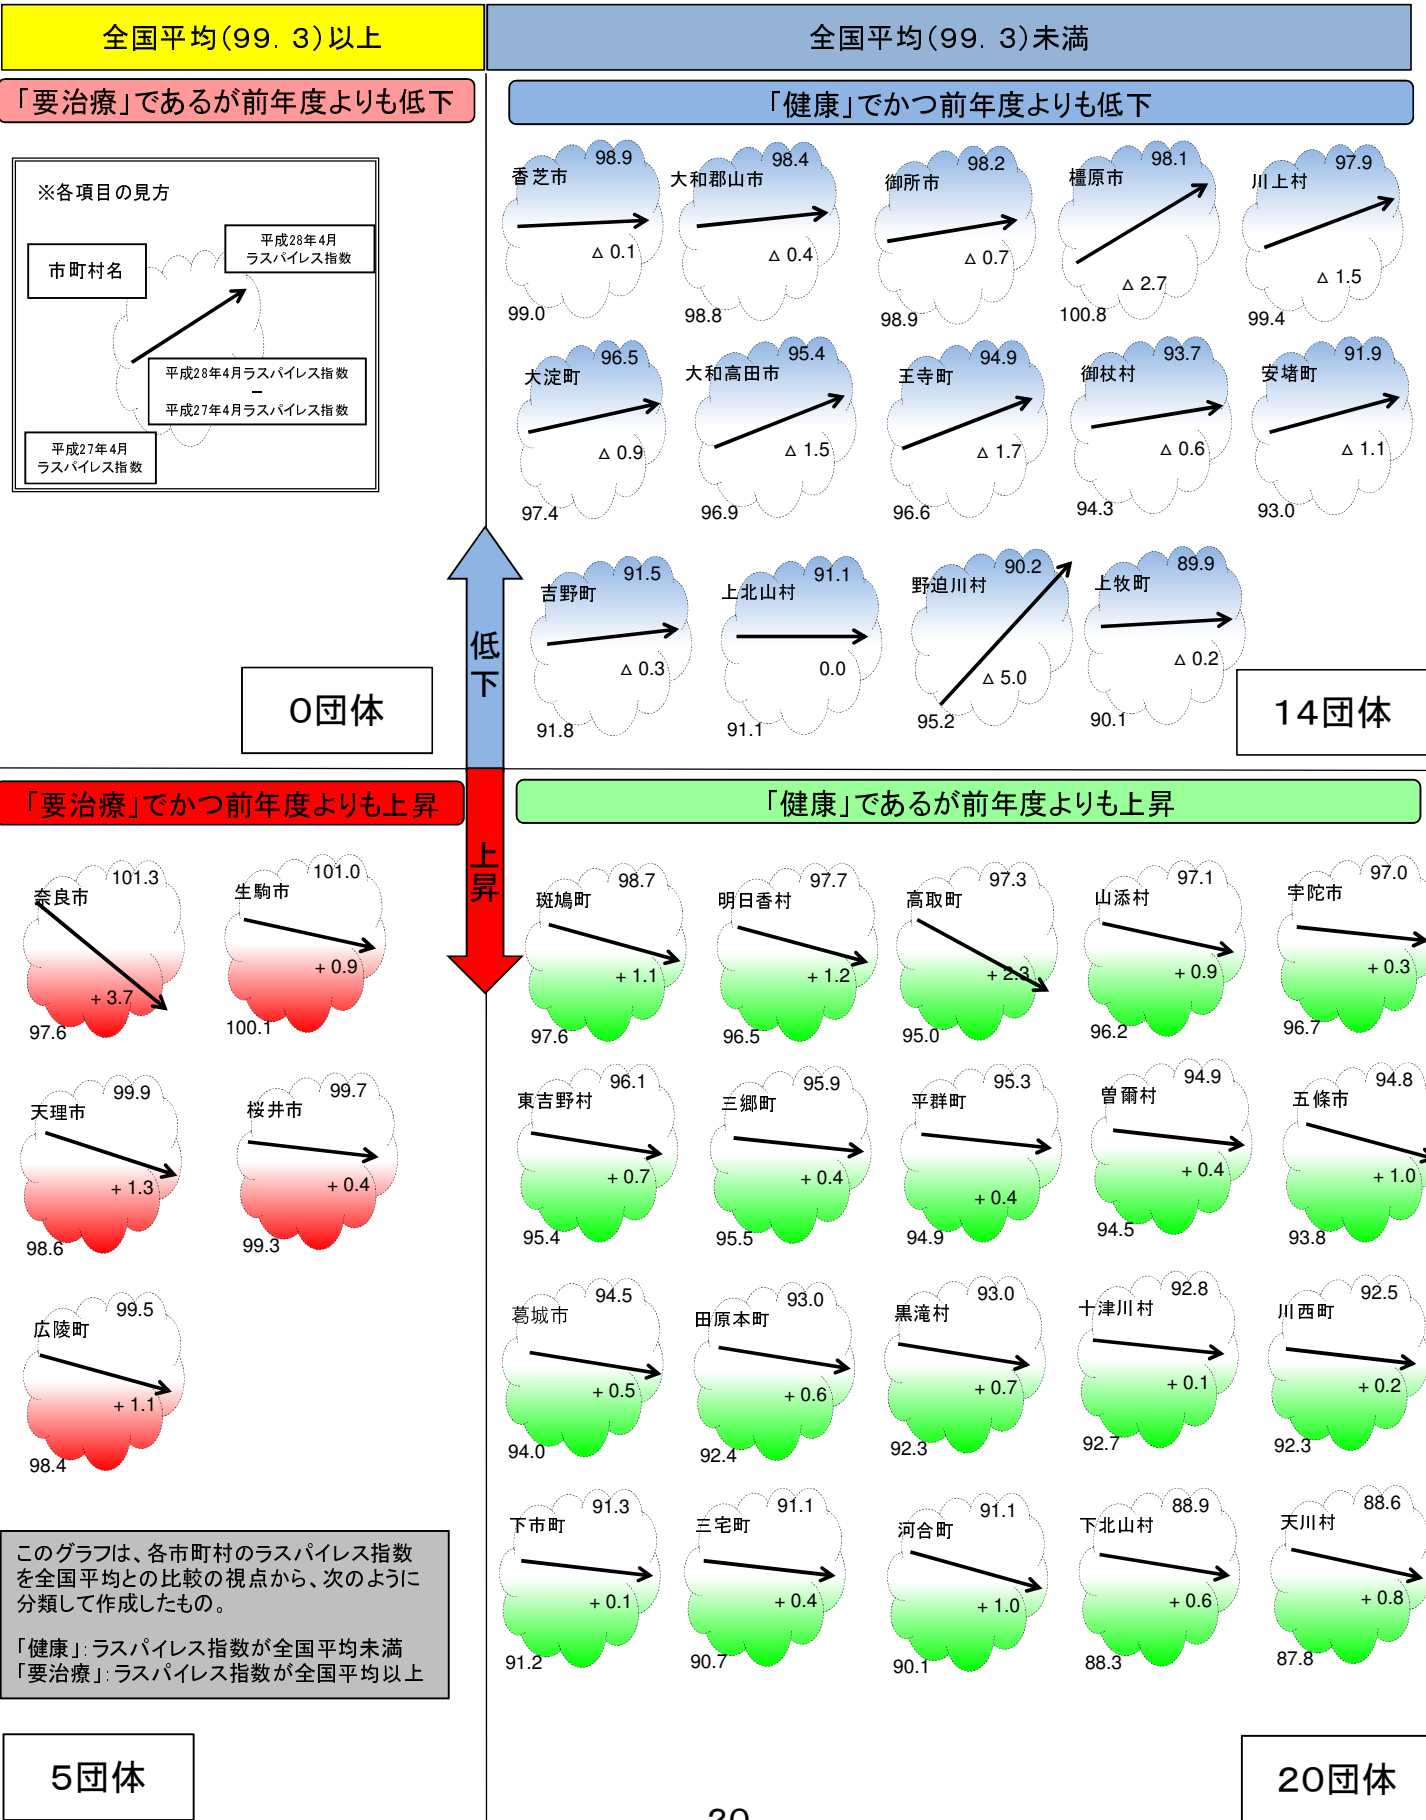 全国平均(99．3)以上
全国平均(99．3)未満
「要治療」であるが前年度よりも低下
「健康」でかつ前年度よりも低下
※各項目の見方
市町村名
平成28年4月
ラスパイレス指数
平成28年4月ラスパイレス指数
－
平成27年4月ラスパイレス指数
平成27年4月
ラスパイレス指数
香芝市
98.9
△ 0.1
99.0
大和郡山市
98.4
△ 0.4
98.8
御所市
98.2
△ 0.7
98.9
橿原市
98.1
△ 2.7
100.8
川上村
97.9
△ 1.5
99.4
大淀町
96.5
△ 0.9
97.4
大和高田市
95.4
△ 1.5
96.9
王寺町
94.9
△ 1.7
96.6
御杖村
93.7
△ 0.6
94.3
安堵町
91.9
△ 1.1
93.0
吉野町
91.5
△ 0.3
91.8
上北山村
91.1
0.0
91.1
野迫川村
90.2
△ 5.0
95.2
上牧町
89.9
△ 0.2
90.1
低下
0団体
14団体
「要治療」でかつ前年度よりも上昇
「健康」であるが前年度よりも上昇
上昇
奈良市
101.3
+ 3.7
97.6
生駒市
101.0
+ 0.9
100.1
天理市
99.9
+ 1.3
98.6
桜井市
99.7
+ 0.4
99.3
広陵町
99.5
+ 1.1
98.4
斑鳩町
98.7
+ 1.1
97.6
明日香村
97.7
+ 1.2
96.5
高取町
97.3
+ 2.3
95.0
山添村
97.1
+ 0.9
96.2
宇陀市
97.0
+ 0.3
96.7
東吉野村
96.1
+ 0.7
95.4
三郷町
95.9
+ 0.4
95.5
平群町
95.3
+ 0.4
94.9
曽爾村
94.9
+ 0.4
94.5
五條市
94.8
+ 1.0
93.8
葛城市
94.5
+ 0.5
94.0
田原本町
93.0
+ 0.6
92.4
黒滝村
93.0
+ 0.7
92.3
十津川村
92.8
+ 0.1
92.7
川西町
92.5
+ 0.2
92.3
下市町
91.3
+ 0.1
91.2
三宅町
91.1
+ 0.4
90.7
河合町
91.1
+ 1.0
90.1
下北山村
88.9
+ 0.6
88.3
天川村
88.6
+ 0.8
87.8
このグラフは、各市町村のラスパイレス指数
を全国平均との比較の視点から、次のように
分類して作成したもの。
「健康」：ラスパイレス指数が全国平均未満
「要治療」：ラスパイレス指数が全国平均以上
5団体
20団体